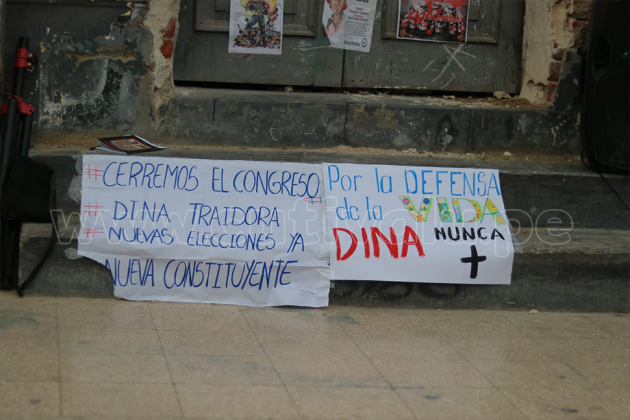 #CERREMOS EL CONGRESO
#DINA TRAIDORA
#NUEVAS ELECCIONES YA
NUEVA CONSTITUYENTE
Por la DEFENSA
de la VIDA
DINA NUNCA
+